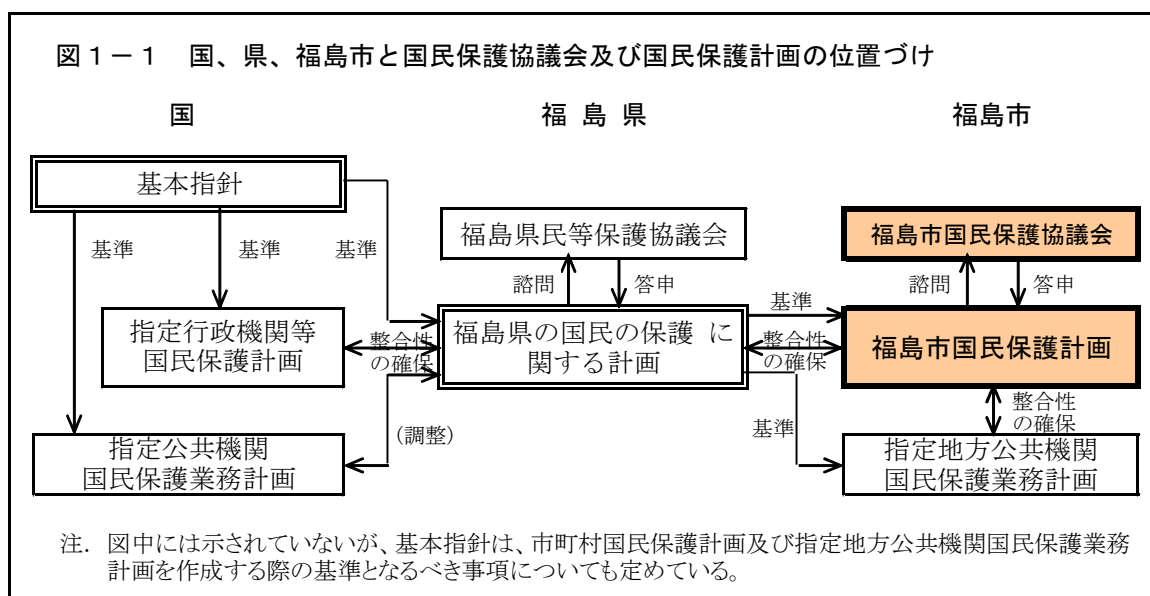 図1-1 国、県、福島市と国民保護協議会及び国民保護計画の位置づけ
国
福 島 県
福島市
基本指針
基準
基準
基準
福島県民等保護協議会
福島市国民保護協議会
諮問
答申
諮問
答申
基準
指定行政機関等
国民保護計画
整合性
の確保
福島県の国民の保護 に
関する計画
整合性
の確保
福島市国民保護計画
整合性
の確保
(調整)
基準
指定公共機関
国民保護業務計画
指定地方公共機関
国民保護業務計画
注. 図中には示されていないが、基本指針は、市町村国民保護計画及び指定地方公共機関国民保護業務
計画を作成する際の基準となるべき事項についても定めている。